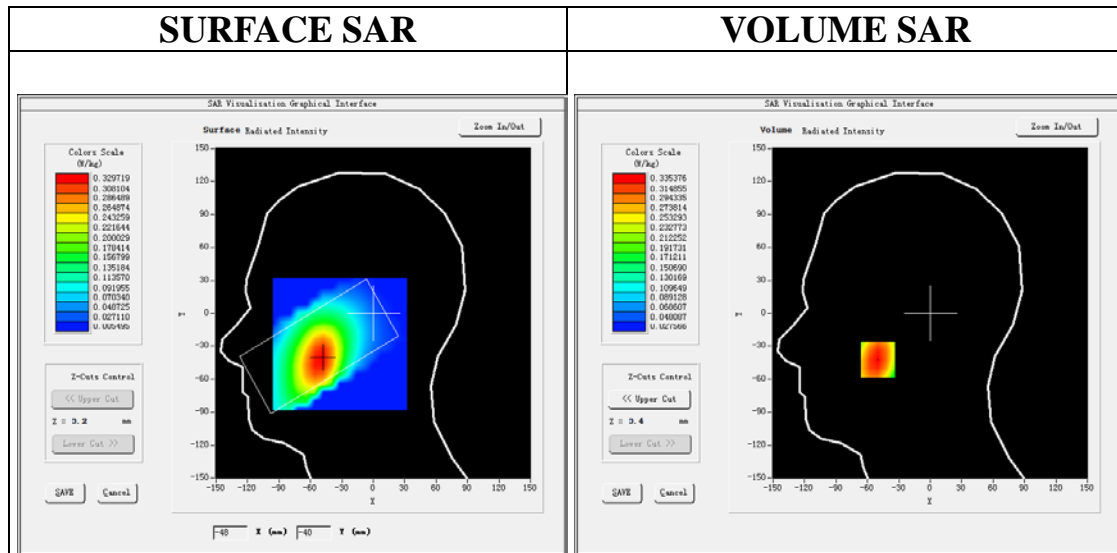 SURFACE SAR
VOLUME SAR
SAR Visualisation Graphical Interface
Surface Radiated Intensity
Zoom In/Out
Colors Scale
(W/kg)
0.329719
0.308104
0.286489
0.264874
0.243259
0.221644
0.200029
0.178414
0.156799
0.135184
0.113570
0.091955
0.070340
0.048725
0.027110
0.005495
150
120
90
60
30
0
-30
-60
-90
-120
-150
Y
-150 -120 -90 -60 -30 0 30 60 90 120 150
X
Z-Cuts Control
<< Upper Cut
Z = 3.2 mm
Lower Cut >>
SAVE Cancel
-48 X (mm) -40 Y (mm)
SAR Visualisation Graphical Interface
Volume Radiated Intensity
Zoom In/Out
Colors Scale
(W/kg)
0.335376
0.314855
0.294335
0.273814
0.253293
0.232773
0.212252
0.191731
0.171211
0.150690
0.130169
0.109649
0.089128
0.068607
0.048087
0.027566
150
120
90
60
30
0
-30
-60
-90
-120
-150
Y
-150 -120 -90 -60 -30 0 30 60 90 120 150
X
Z-Cuts Control
<< Upper Cut
Z = 3.4 mm
Lower Cut >>
SAVE Cancel